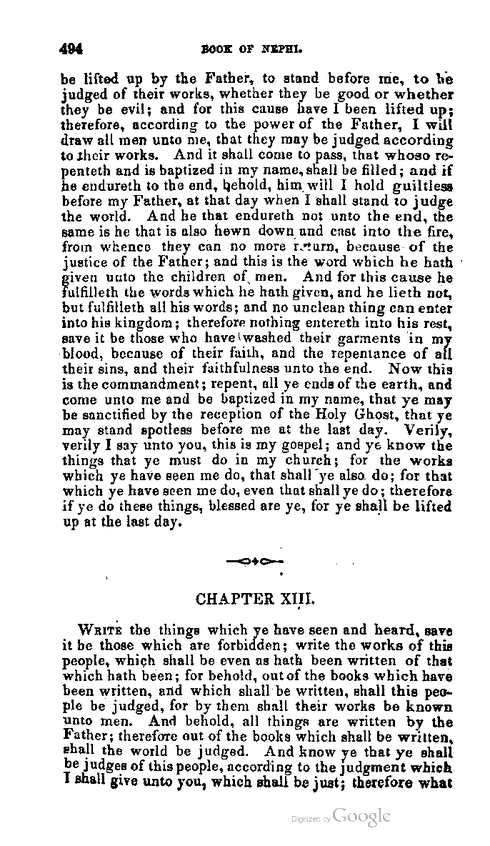 494 BOOK OF NEPHI.
be lifted up by the Father, to stand before me, to be
judged of their works, whether they be good or whether
they be evil; and for this cause have I been lifted up;
therefore, according to the power of the Father, I will
draw all men unto me, that they may be judged according
to their works. And it shall come to pass, that whoso re-
penteth and is baptized in my name, shall be filled; and if
he endureth to the end, behold, him will I hold guiltless
before my Father, at that day when I shall stand to judge
the world. And he that endureth not unto the end, the
same is he that is also hewn down and cast into the fire,
from whence they can no more return, because of the
justice of the Father; and this is the word which he hath
given unto the children of men. And for this cause he
fulfilleth the words which he hath given, and he lieth not,
but fulfilleth all his words; and no unclean thing can enter
into his kingdom; therefore nothing entereth into his rest,
save it be those who have washed their garments in my
blood, because of their faith, and the repentance of all
their sins, and their faithfulness unto the end. Now this
is the commandment; repent, all ye ends of the earth, and
come unto me and be baptized in my name, that ye may
be sanctified by the reception of the Holy Ghost, that ye
may stand spotless before me at the last day. Verily,
verily I say unto you, this is my gospel; and ye know the
things that ye must do in my church; for the works
which ye have seen me do, that shall ye also do; for that
which ye have seen me do, even that shall ye do; therefore
if ye do these things, blessed are ye, for ye shall be lifted
up at the last day.
CHAPTER XIII.
WRITE the things which ye have seen and heard, save
it be those which are forbidden; write the works of this
people, which shall be even as hath been written of that
which hath been; for behold, out of the books which have
been written, and which shall be written, shall this peo-
ple be judged, for by them shall their works be known
unto men. And behold, all things are written by the
Father; therefore out of the books which shall be written,
shall the world be judged. And know ye that ye shall
be judges of this people, according to the judgment which
I shall give unto you, which shall be just; therefore what
Digitized by Google